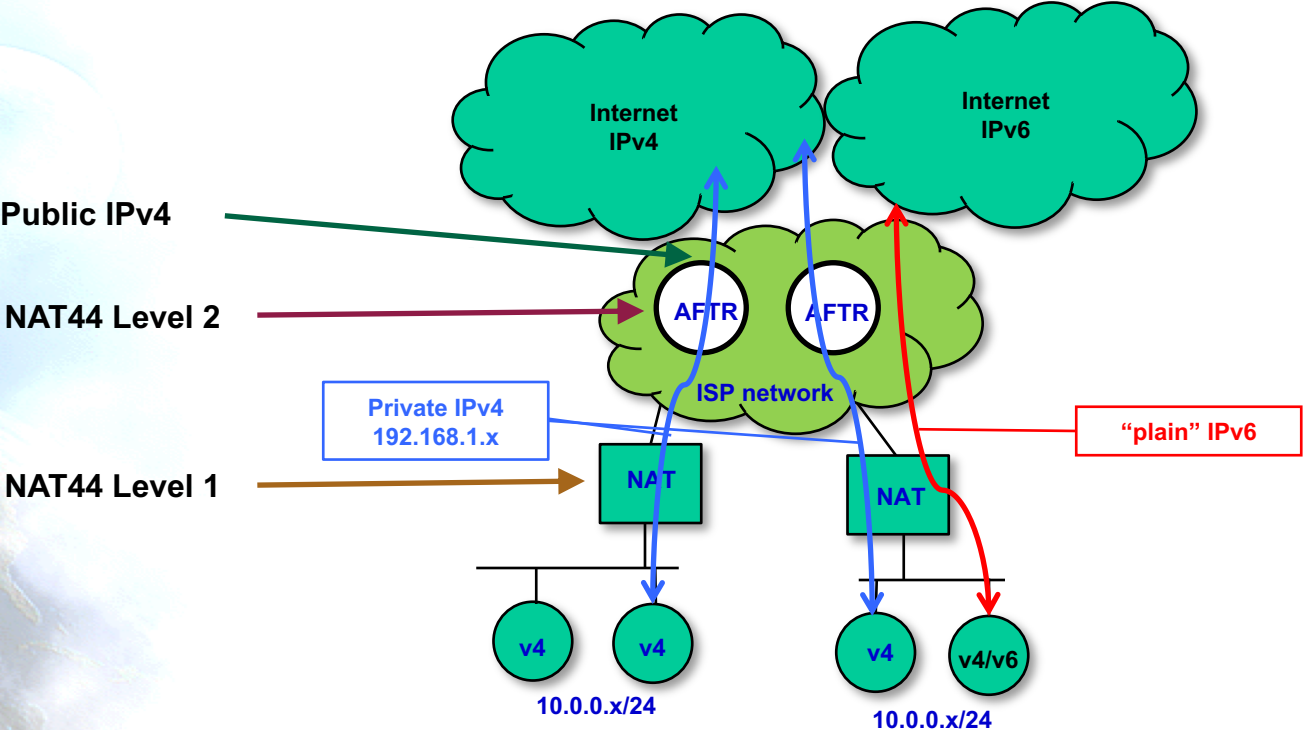 Internet
IPv4
Internet
IPv6
Public IPv4
AFTR
AFTR
NAT44 Level 2
ISP network
Private IPv4
192.168.1.x
“plain” IPv6
NAT44 Level 1
NAT
NAT
v4
v4
v4
v4/v6
10.0.0.x/24
10.0.0.x/24